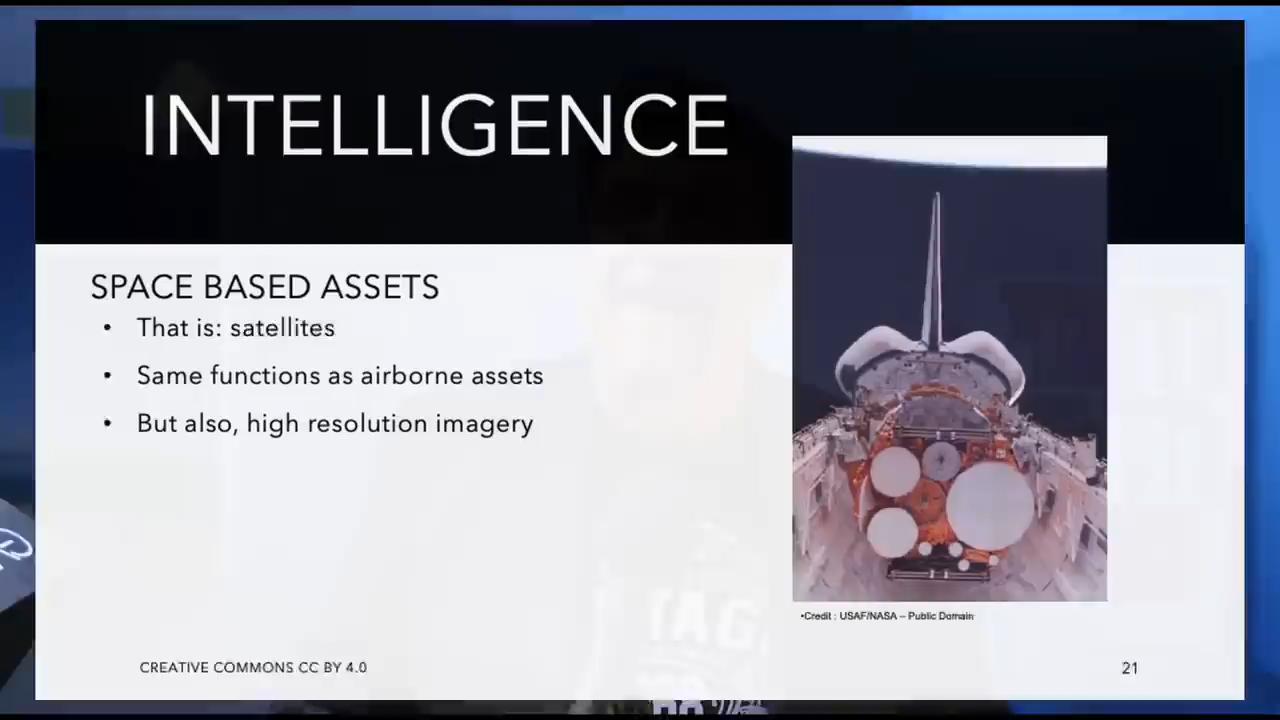 INTELLIGENCE
SPACE BASED ASSETS
• That is: satellites
• Same functions as airborne assets
• But also, high resolution imagery
•Credit : USAF/NASA – Public Domain
CREATIVE COMMONS CC BY 4.0
21